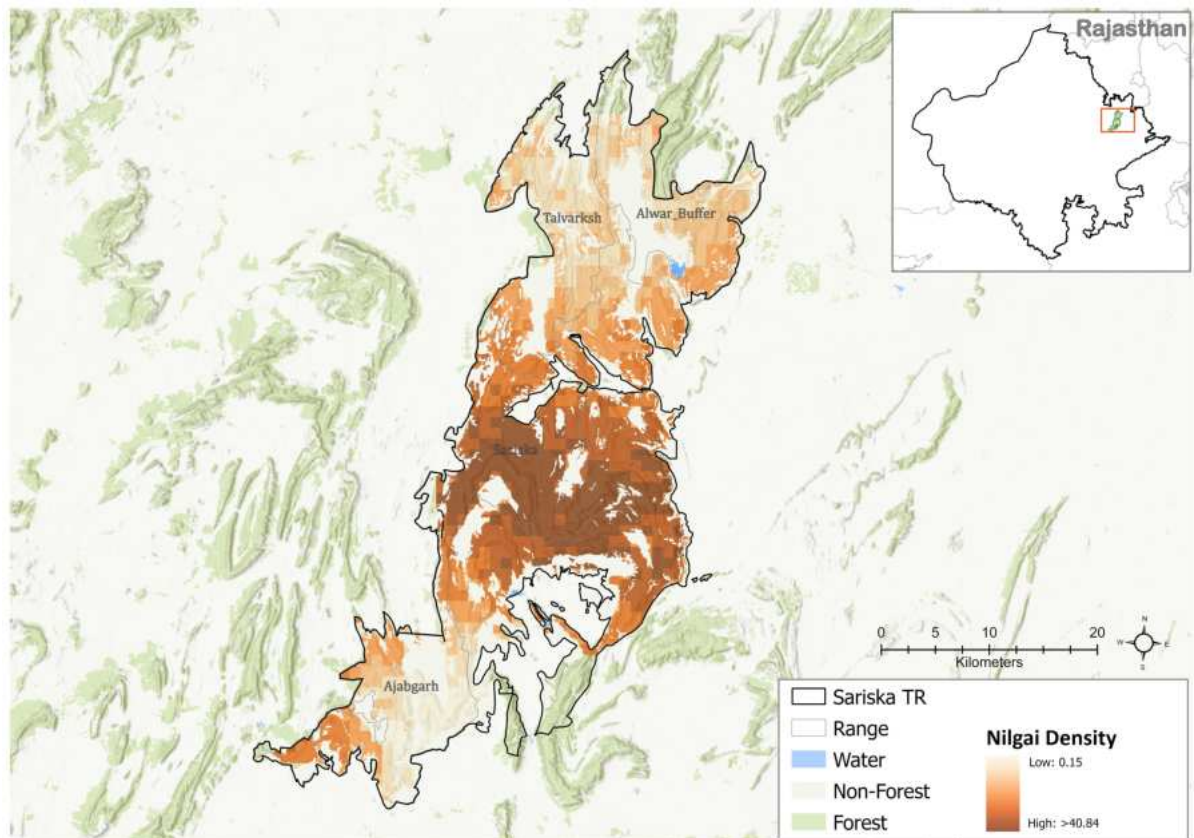 Rajasthan
Talvarksh
Alwar_Buffer
Sariska
Ajabgarh
0 5 10 20
Kilometers
N
W E
S
Sariska TR
Range
Water
Non-Forest
Forest
Nilgai Density
Low: 0.15
High: >40.84